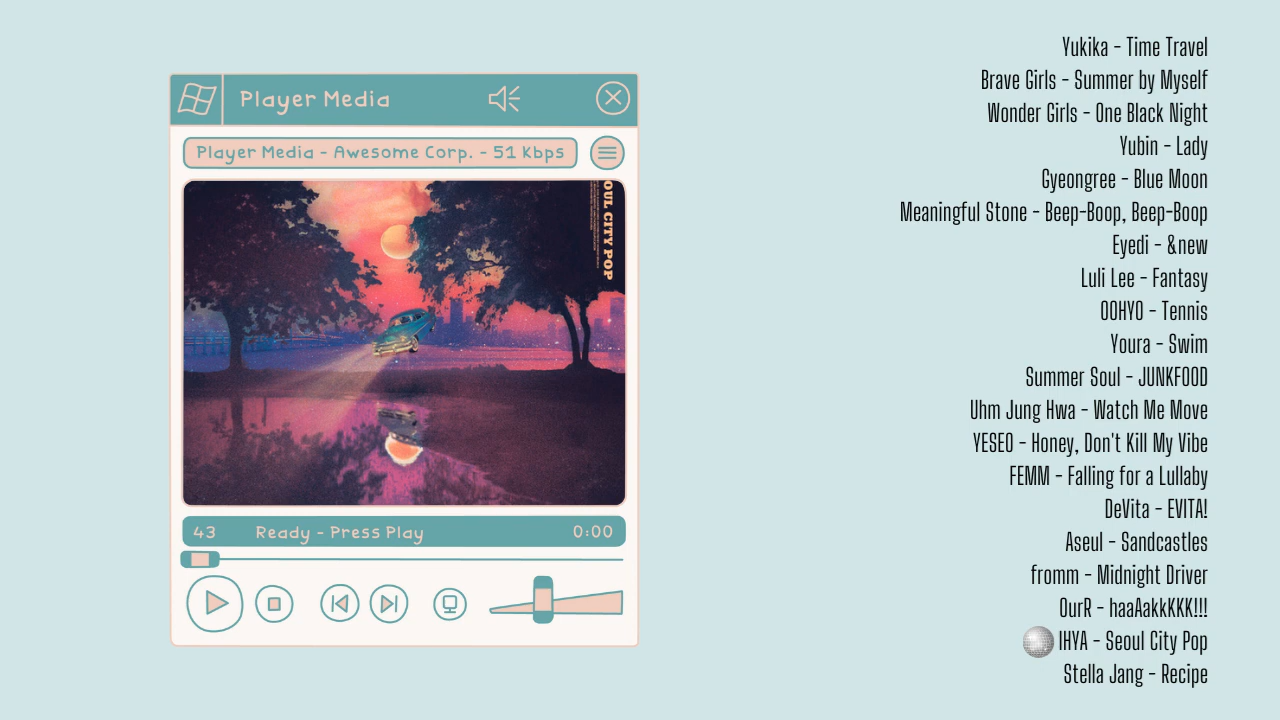 Player Media
Player Media - Awesome Corp. - 51 Kbps
OUL CITY POP
43 Ready - Press Play 0:00
Yukika - Time Travel
Brave Girls - Summer by Myself
Wonder Girls - One Black Night
Yubin - Lady
Gyeongree - Blue Moon
Meaningful Stone - Beep-Boop, Beep-Boop
Eyedi - &new
Luli Lee - Fantasy
OOHYO - Tennis
Youra - Swim
Summer Soul - JUNKFOOD
Uhm Jung Hwa - Watch Me Move
YESEO - Honey, Don't Kill My Vibe
FEMM - Falling for a Lullaby
DeVita - EVITA!
Aseul - Sandcastles
fromm - Midnight Driver
OurR - haaAakkKKK!!!
IHYA - Seoul City Pop
Stella Jang - Recipe